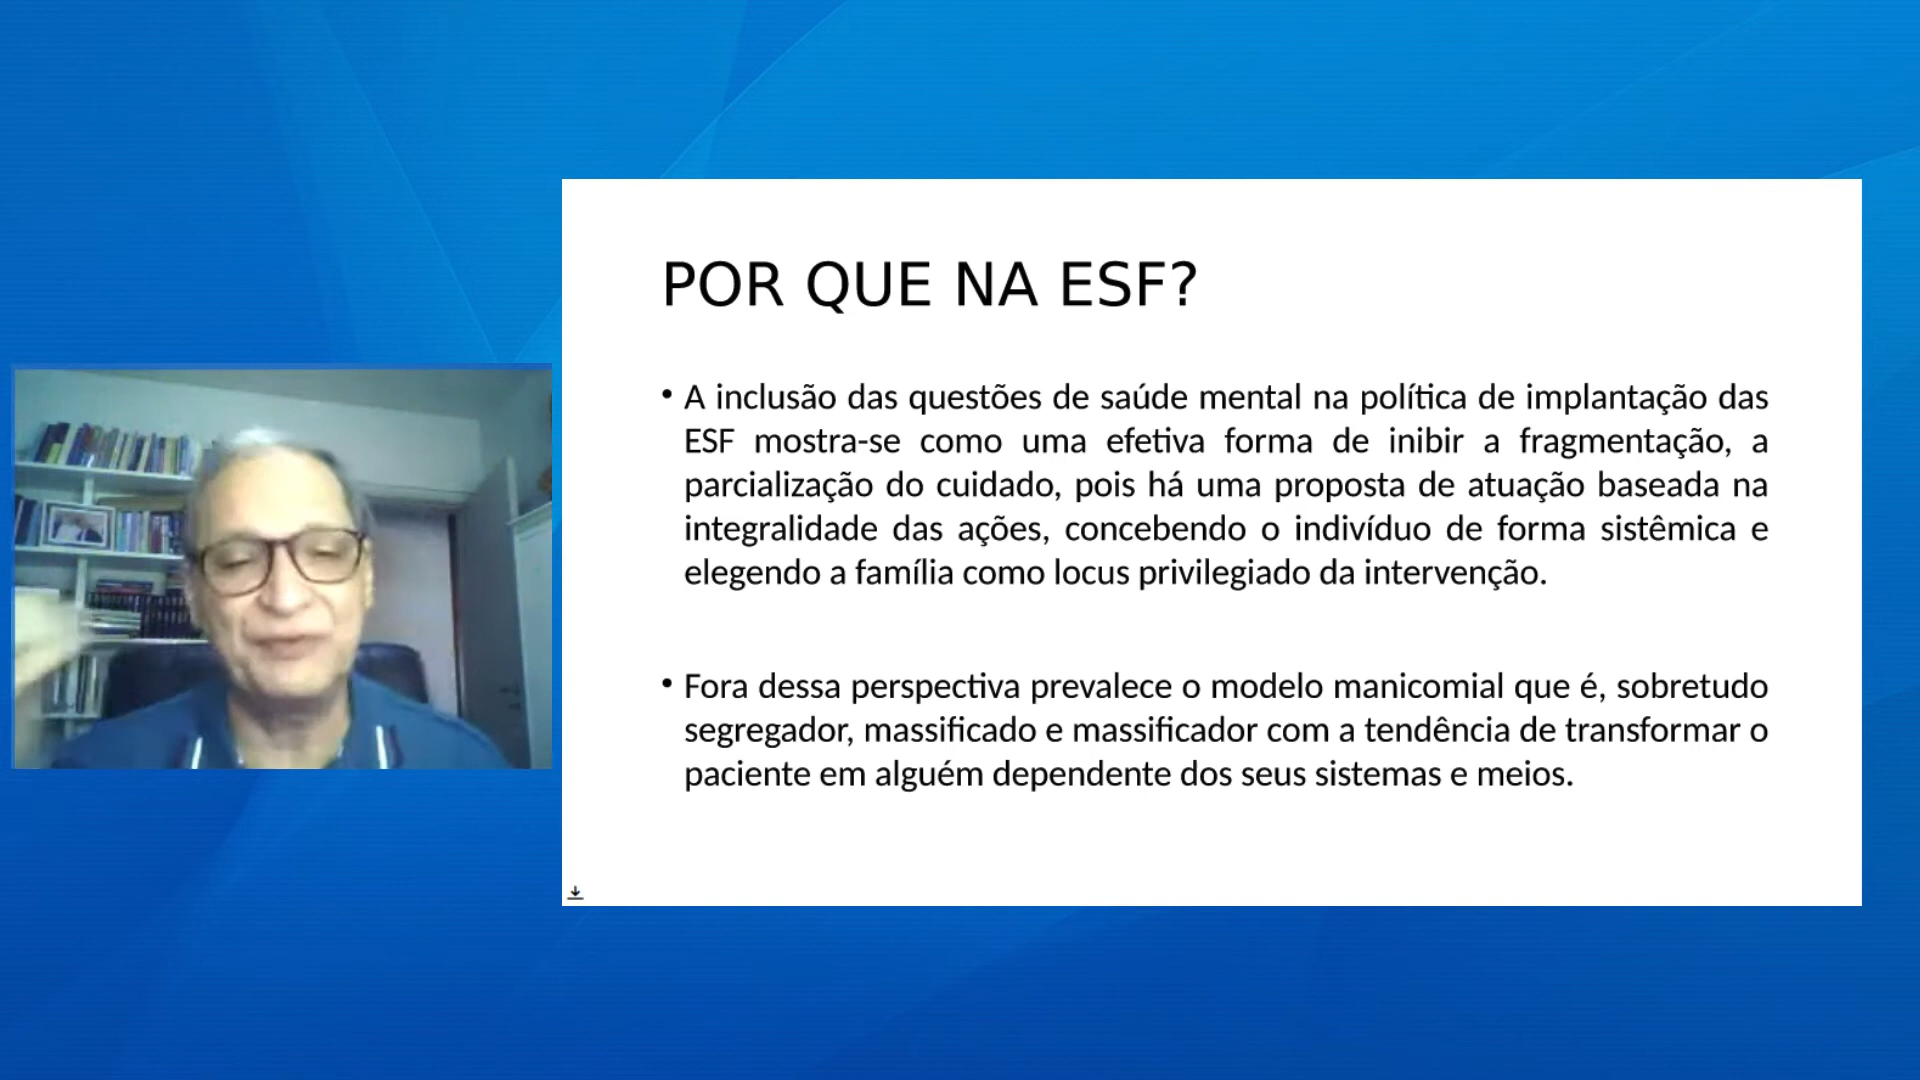 POR QUE NA ESF?
• A inclusão das questões de saúde mental na política de implantação das
ESF mostra-se como uma efetiva forma de inibir a fragmentação, a
parcialização do cuidado, pois há uma proposta de atuação baseada na
integralidade das ações, concebendo o indivíduo de forma sistêmica e
elegendo a família como locus privilegiado da intervenção.
• Fora dessa perspectiva prevalece o modelo manicomial que é, sobretudo
segregador, massificado e massificador com a tendência de transformar o
paciente em alguém dependente dos seus sistemas e meios.